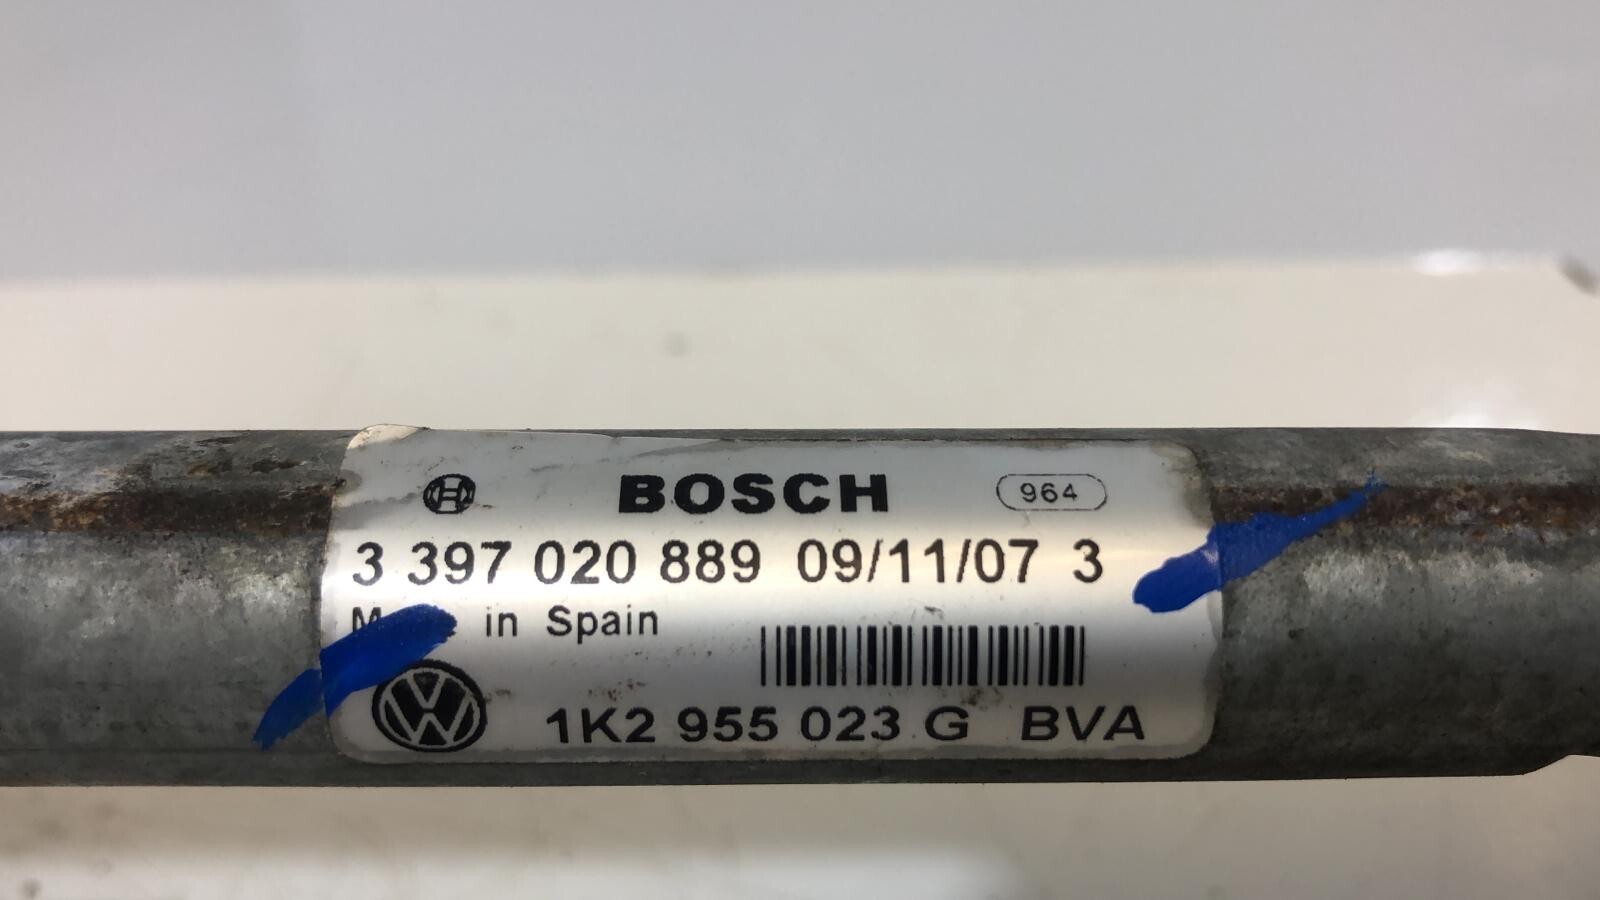 BOSCH 964
3 397 020 889 09/11/07 3
in Spain
1K2 955 023 G BVA